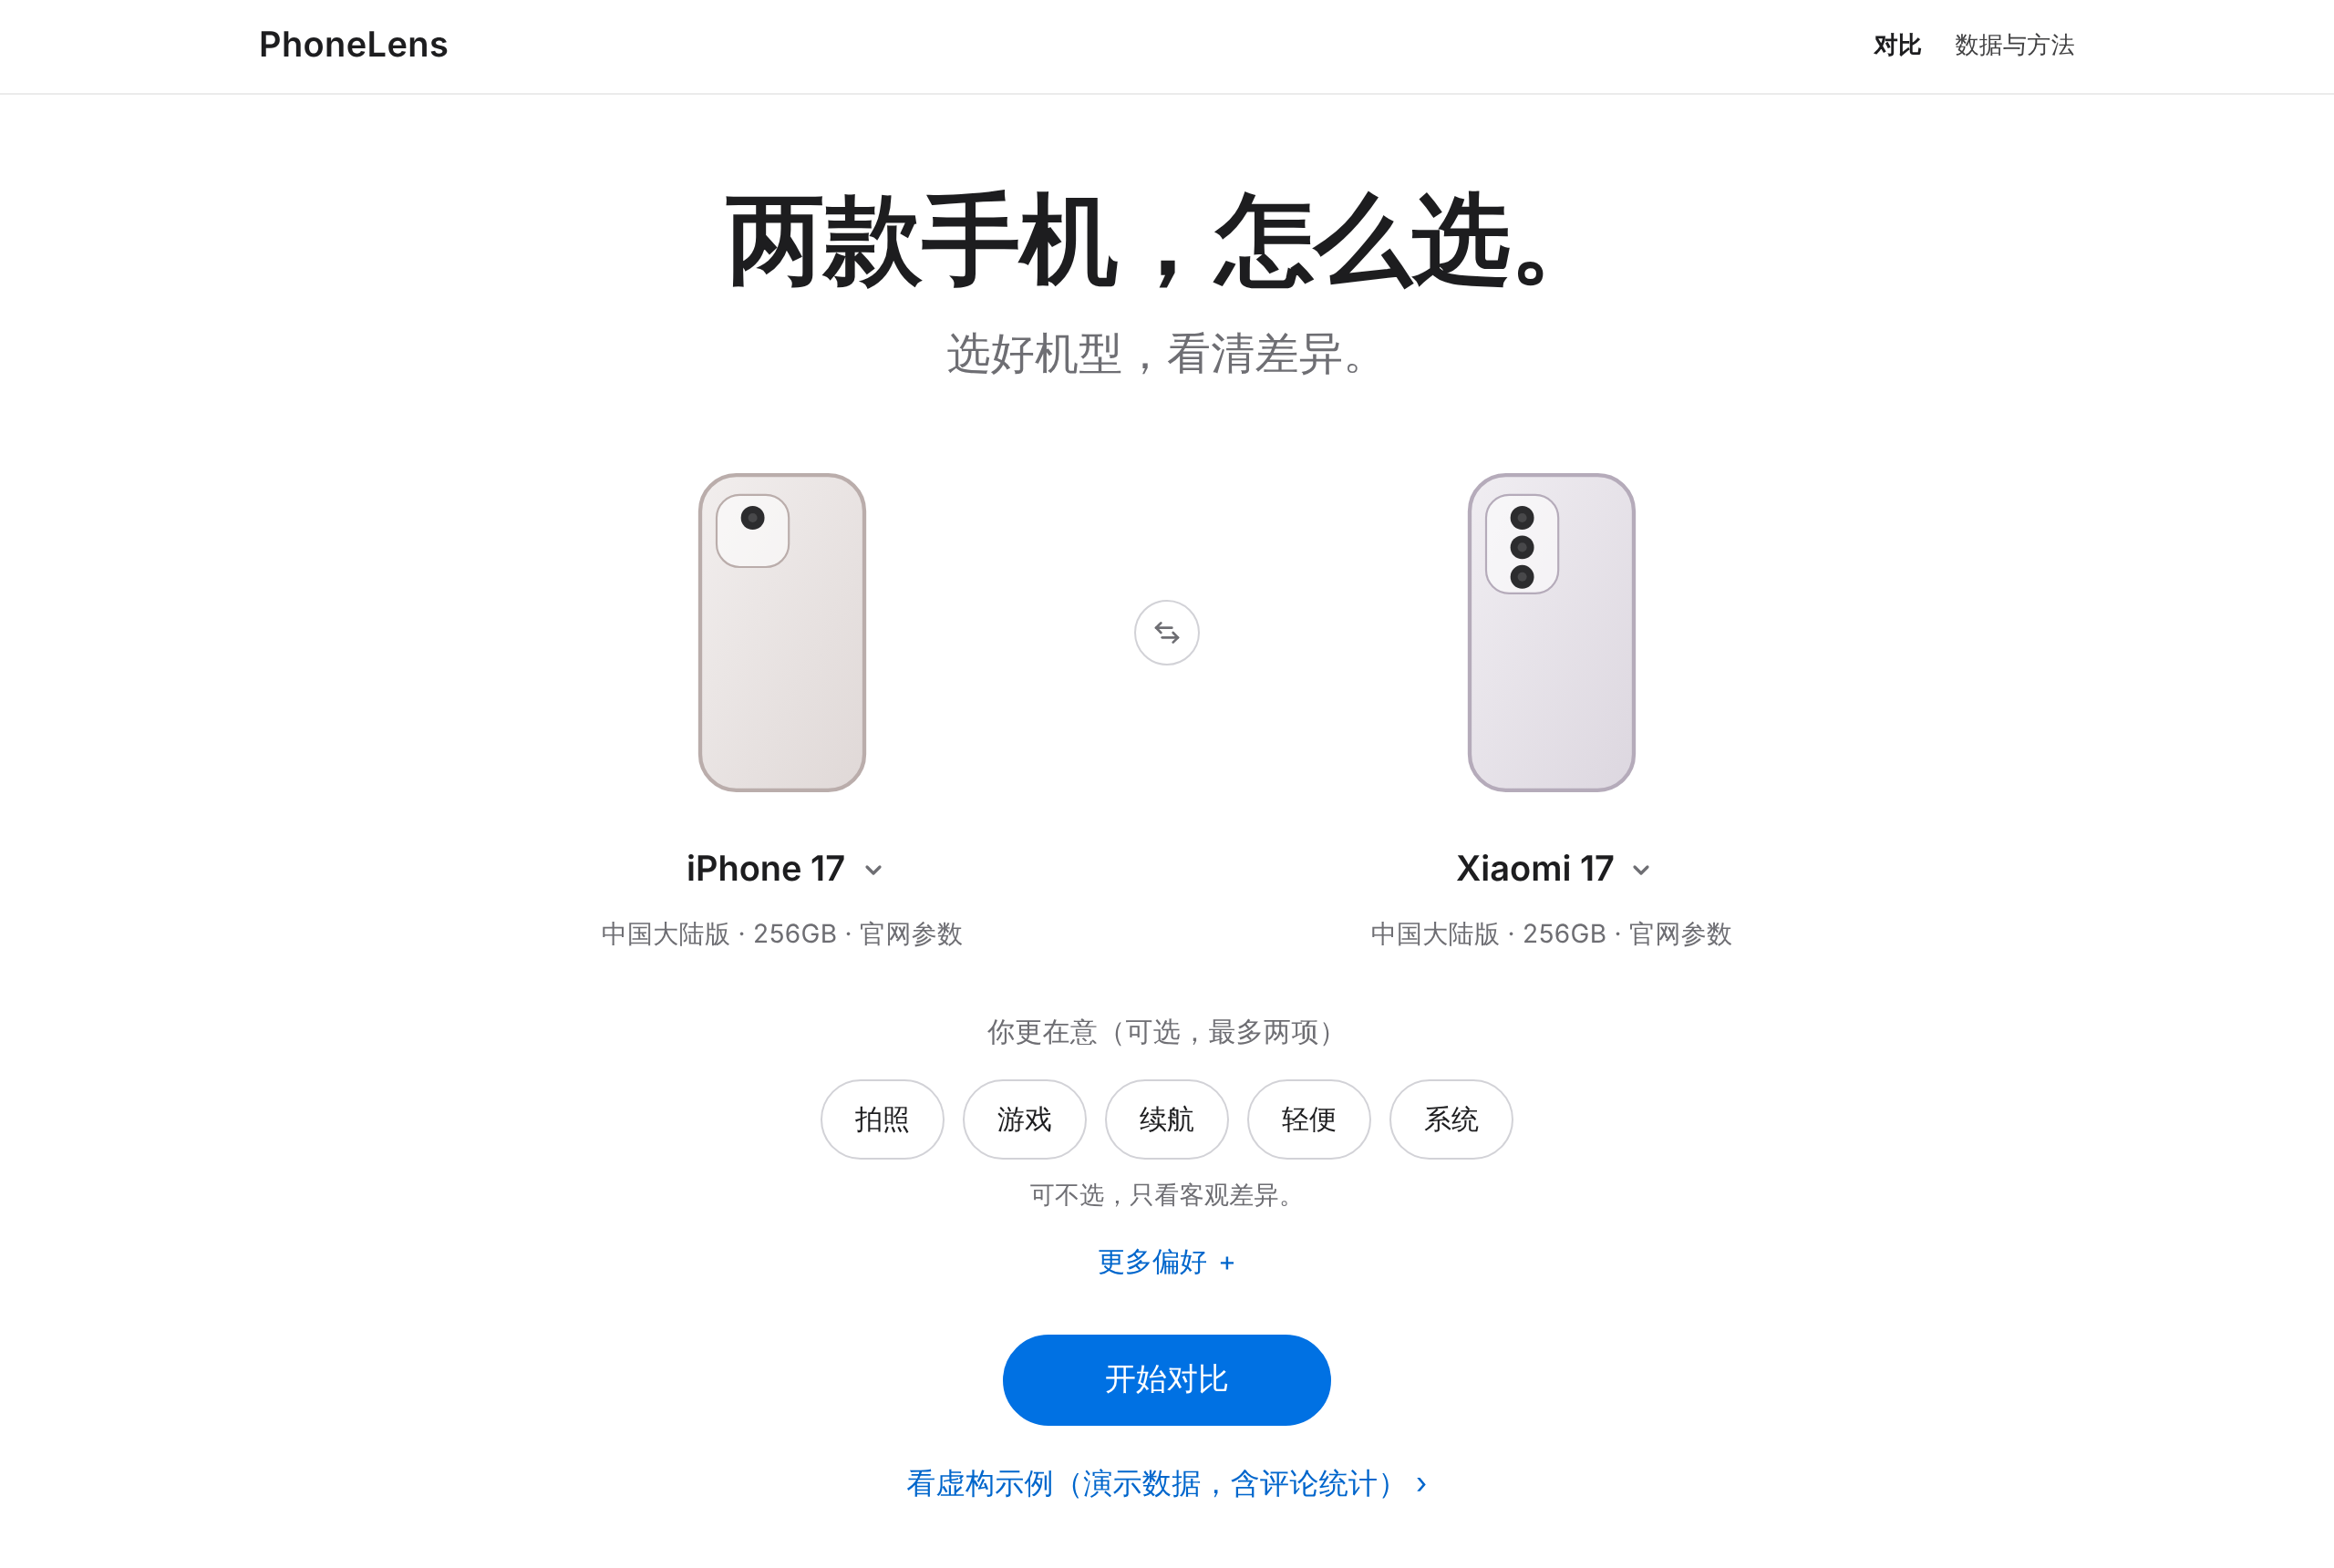 PhoneLens
对比 数据与方法
两款手机，怎么选。
选好机型，看清差异。
iPhone 17
Xiaomi 17
中国大陆版 · 256GB · 官网参数
中国大陆版 · 256GB · 官网参数
你更在意（可选，最多两项）
拍照 游戏 续航 轻便 系统
可不选，只看客观差异。
更多偏好 +
开始对比
看虚构示例（演示数据，含评论统计） ›